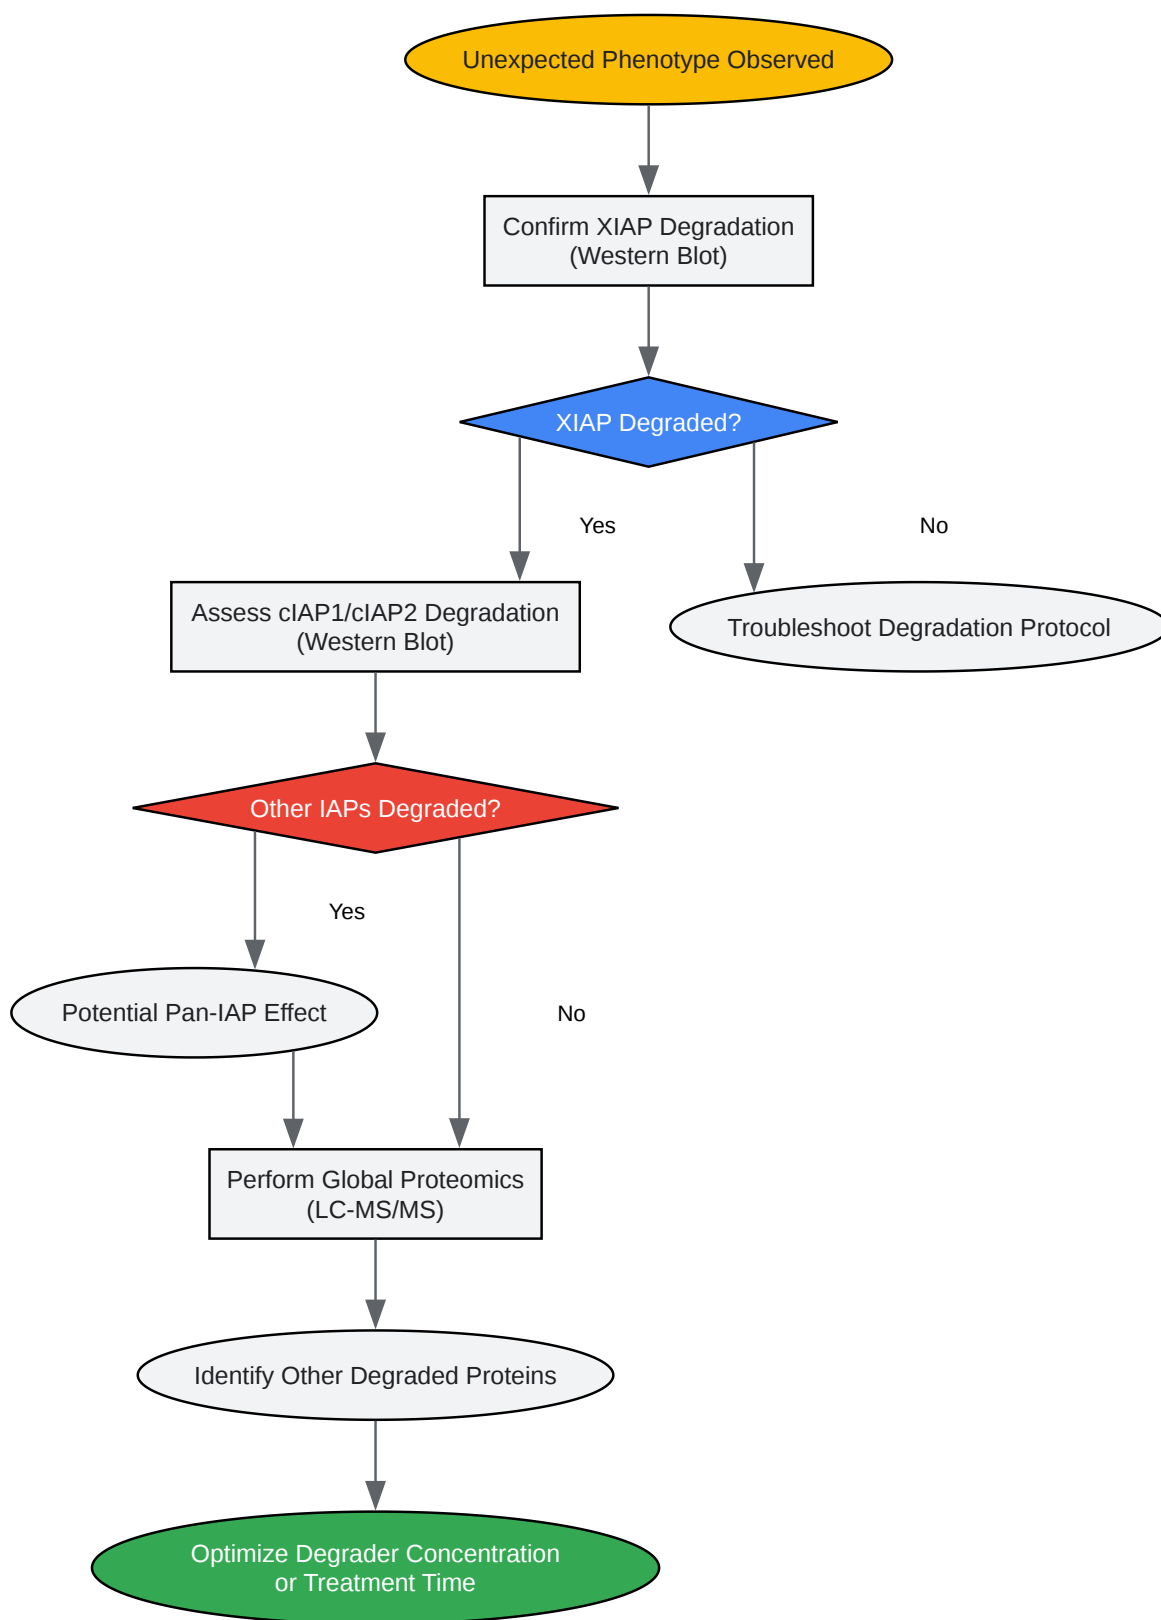 Unexpected Phenotype Observed
Confirm XIAP Degradation
(Western Blot)
XIAP Degraded?
Yes
No
Assess cIAP1/cIAP2 Degradation
(Western Blot)
Troubleshoot Degradation Protocol
Other IAPs Degraded?
Yes
Potential Pan-IAP Effect
No
Perform Global Proteomics
(LC-MS/MS)
Identify Other Degraded Proteins
Optimize Degrader Concentration
or Treatment Time